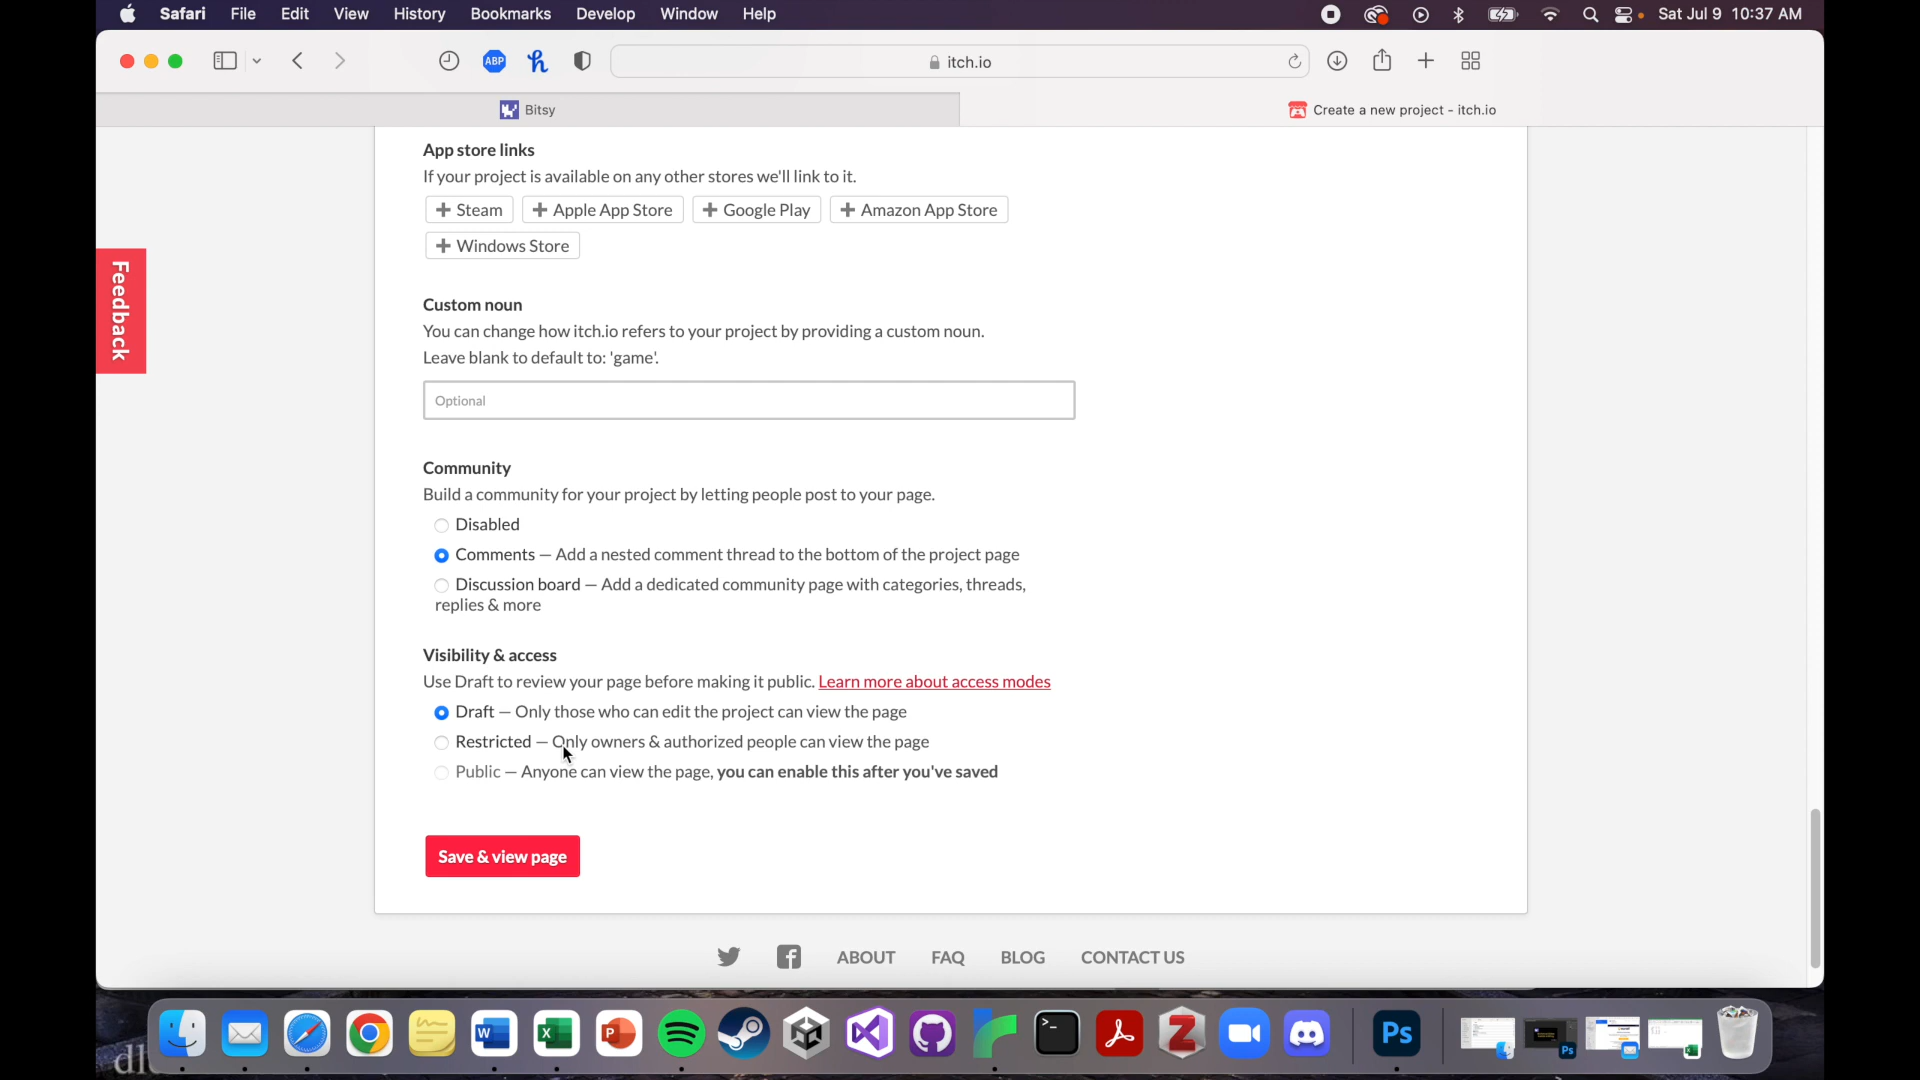 Safari File Edit View History Bookmarks Develop Window Help Sat Jul 9 10:37 AM
ABP itch.io
Bitsy Create a new project - itch.io
App store links
If your project is available on any other stores we'll link to it.
+ Steam + Apple App Store + Google Play + Amazon App Store
+ Windows Store
Feedback
Custom noun
You can change how itch.io refers to your project by providing a custom noun.
Leave blank to default to: 'game'.
Optional
Community
Build a community for your project by letting people post to your page.
Disabled
Comments — Add a nested comment thread to the bottom of the project page
Discussion board — Add a dedicated community page with categories, threads,
replies & more
Visibility & access
Use Draft to review your page before making it public. Learn more about access modes
Draft — Only those who can edit the project can view the page
Restricted — Only owners & authorized people can view the page
Public — Anyone can view the page, you can enable this after you've saved
Save & view page
ABOUT FAQ BLOG CONTACT US
W X P Z Ps